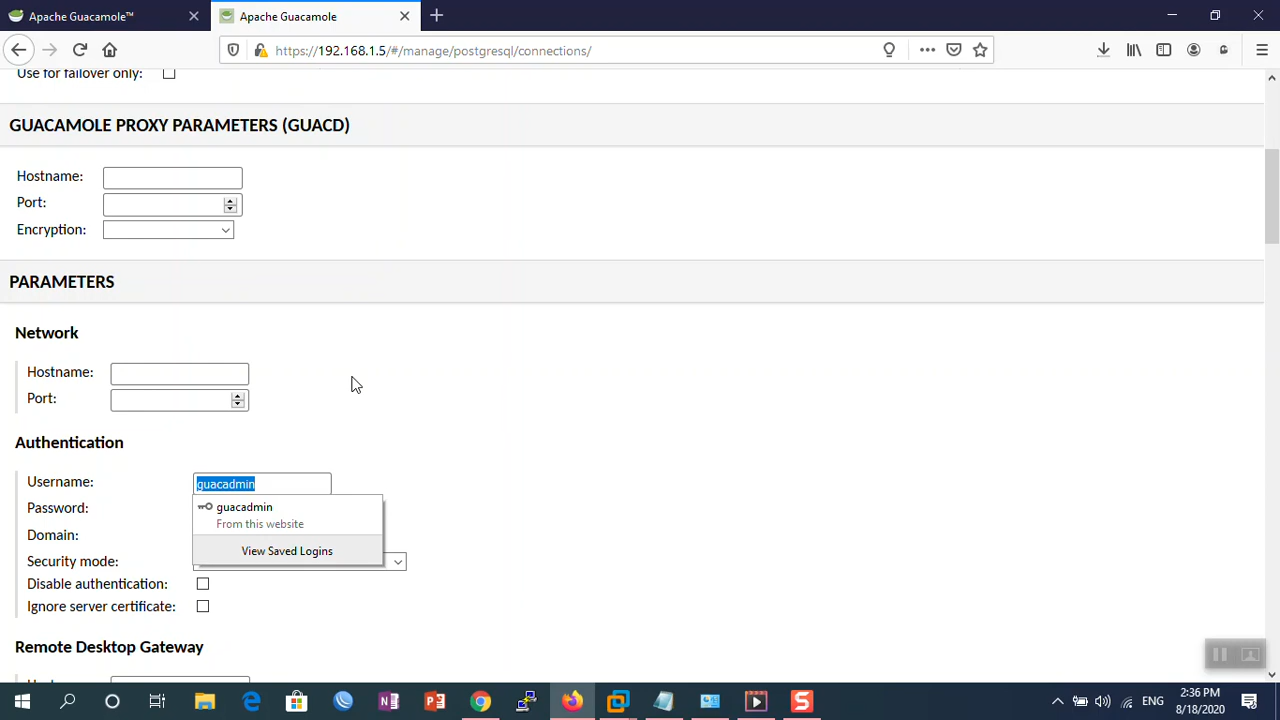 Apache Guacamole™
Apache Guacamole
https://192.168.1.5/#/manage/postgresql/connections/
Use for failover only:
GUACAMOLE PROXY PARAMETERS (GUACD)
Hostname:
Port:
Encryption:
PARAMETERS
Network
Hostname:
Port:
Authentication
Username: guacadmin
Password:
guacadmin
From this website
Domain:
View Saved Logins
Security mode:
Disable authentication:
Ignore server certificate:
Remote Desktop Gateway
ENG
2:36 PM
8/18/2020